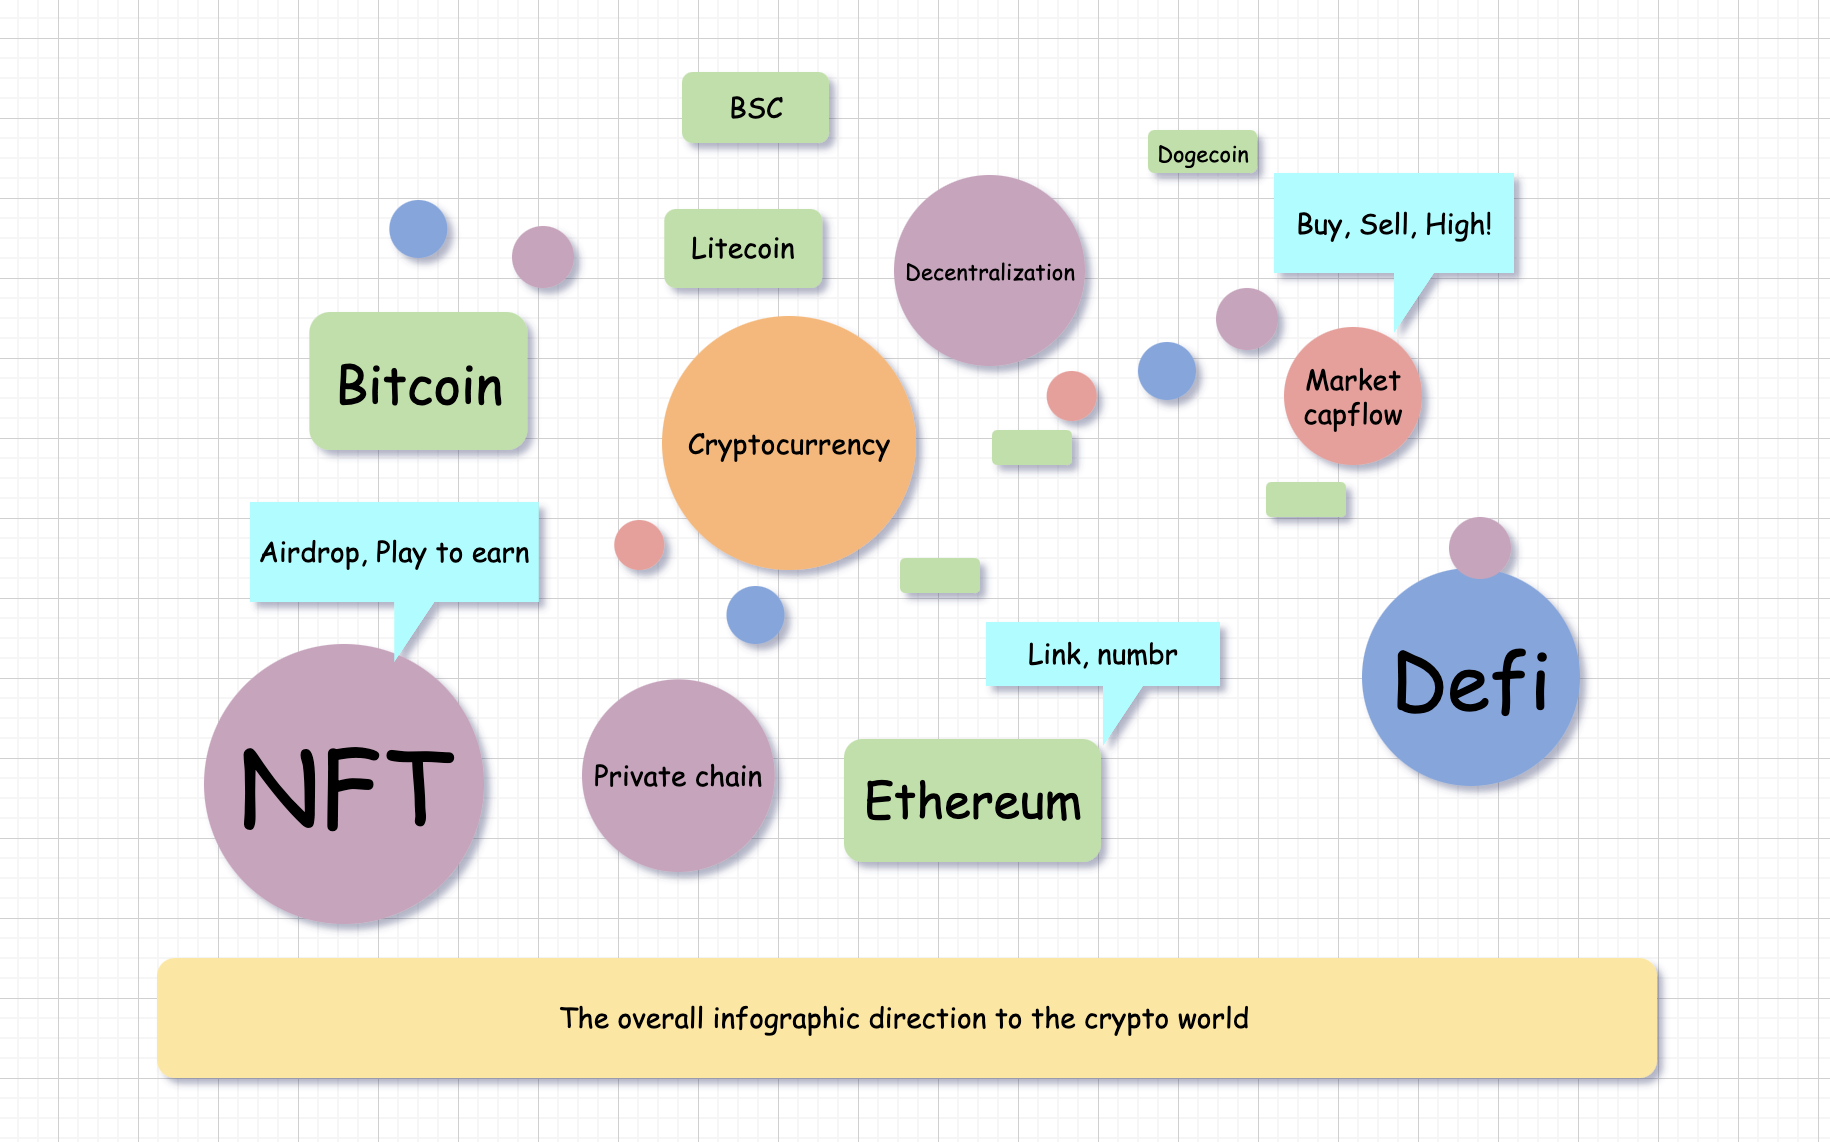 BSC
Dogecoin
Buy, Sell, High!
Litecoin
Decentralization
Bitcoin
Market
capflow
Cryptocurrency
Airdrop, Play to earn
Link, numbr
Defi
NFT
Private chain
Ethereum
The overall infographic direction to the crypto world